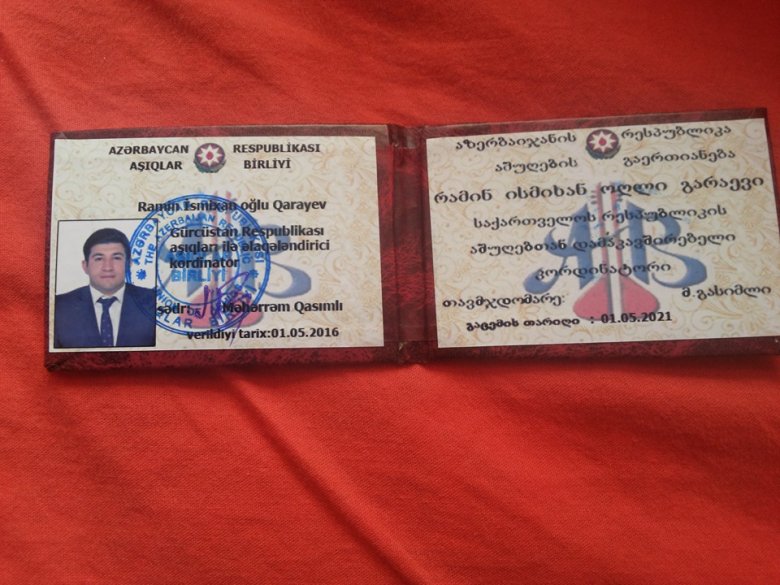 AZƏRBAYCAN RESPUBLİKASI
AŞIQLAR BİRLİYİ
Ramin İsmixan oğlu Qarayev
Gürcüstan Respuplikası
aşıqları ilə əlaqələndirici
kordinator
sədr: Məhərrəm Qasımlı
verildiyi tarix:01.05.2016
აზერბაიჯანის რესპუბლიკა
აშუღების გაერთიანება
რამინ ისმიხან ოღლი გარაევი
საქართველოს რესპუბლიკის
აშუღებთან დამაკავშირებელი
კორდინატორი
თავმჯდომარე: მ.გასიმლი
გაცემის თარიღი : 01.05.2021